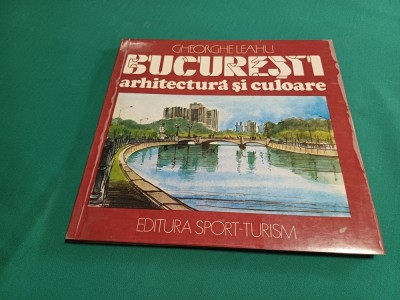 GHEORGHE LEAHU
BUCUREȘTI
arhitectură și culoare
EDITURA SPORT-TURISM